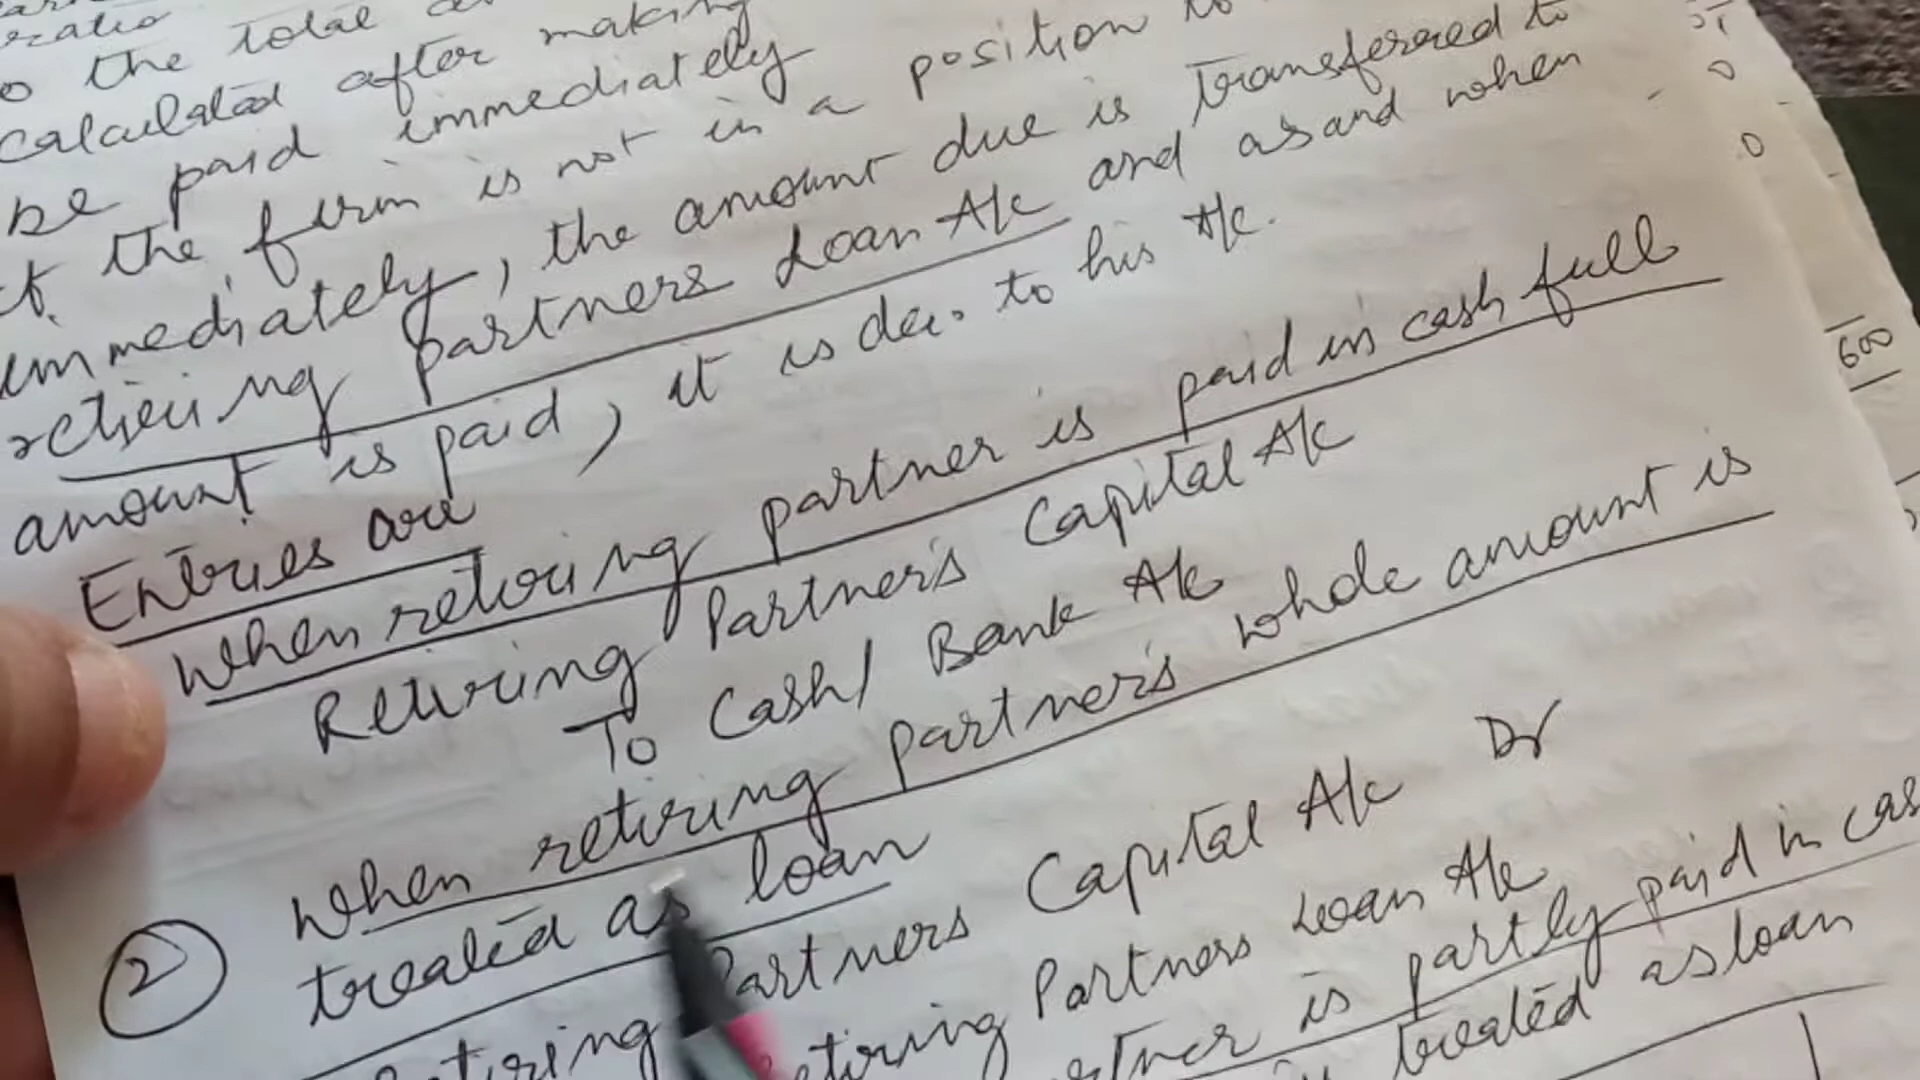 ratio
o the total
calculated after making
be paid immediately
If the firm is not in a position to
immediately, the amount due is transferred to
retiring partners Loan A/c and as and when
amount is paid, it is dec. to his A/c.
Entries are
When retiring partner is paid in cash full
Retiring Partner's Capital A/c
To Cash/ Bank A/c
② When retiring partner's whole amount is
treated as loan
Retiring Partners Capital A/c Dr
Retiring Partners Loan A/c
is partly paid in cas
treated as loan
600